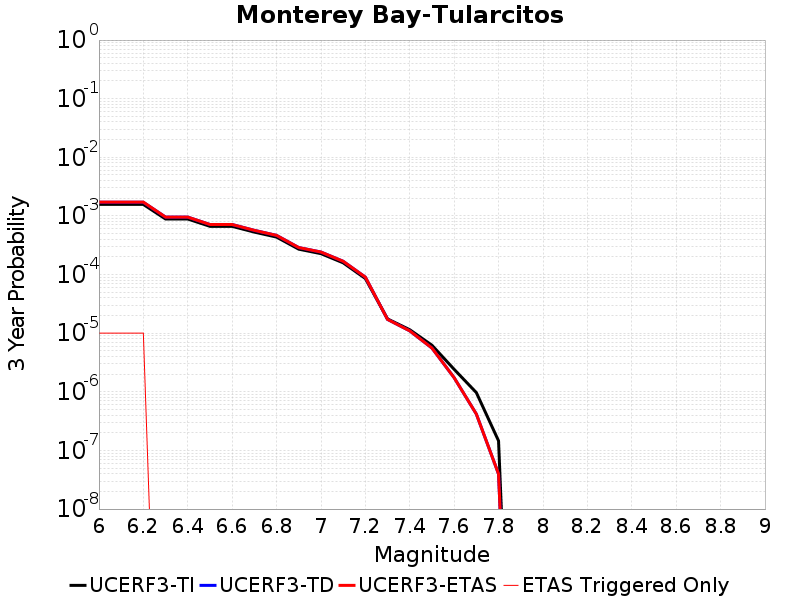 Monterey Bay-Tularcitos
3 Year Probability
10^0
10^-1
10^-2
10^-3
10^-4
10^-5
10^-6
10^-7
10^-8
6 6.2 6.4 6.6 6.8 7 7.2 7.4 7.6 7.8 8 8.2 8.4 8.6 8.8 9
Magnitude
UCERF3-TI UCERF3-TD UCERF3-ETAS ETAS Triggered Only